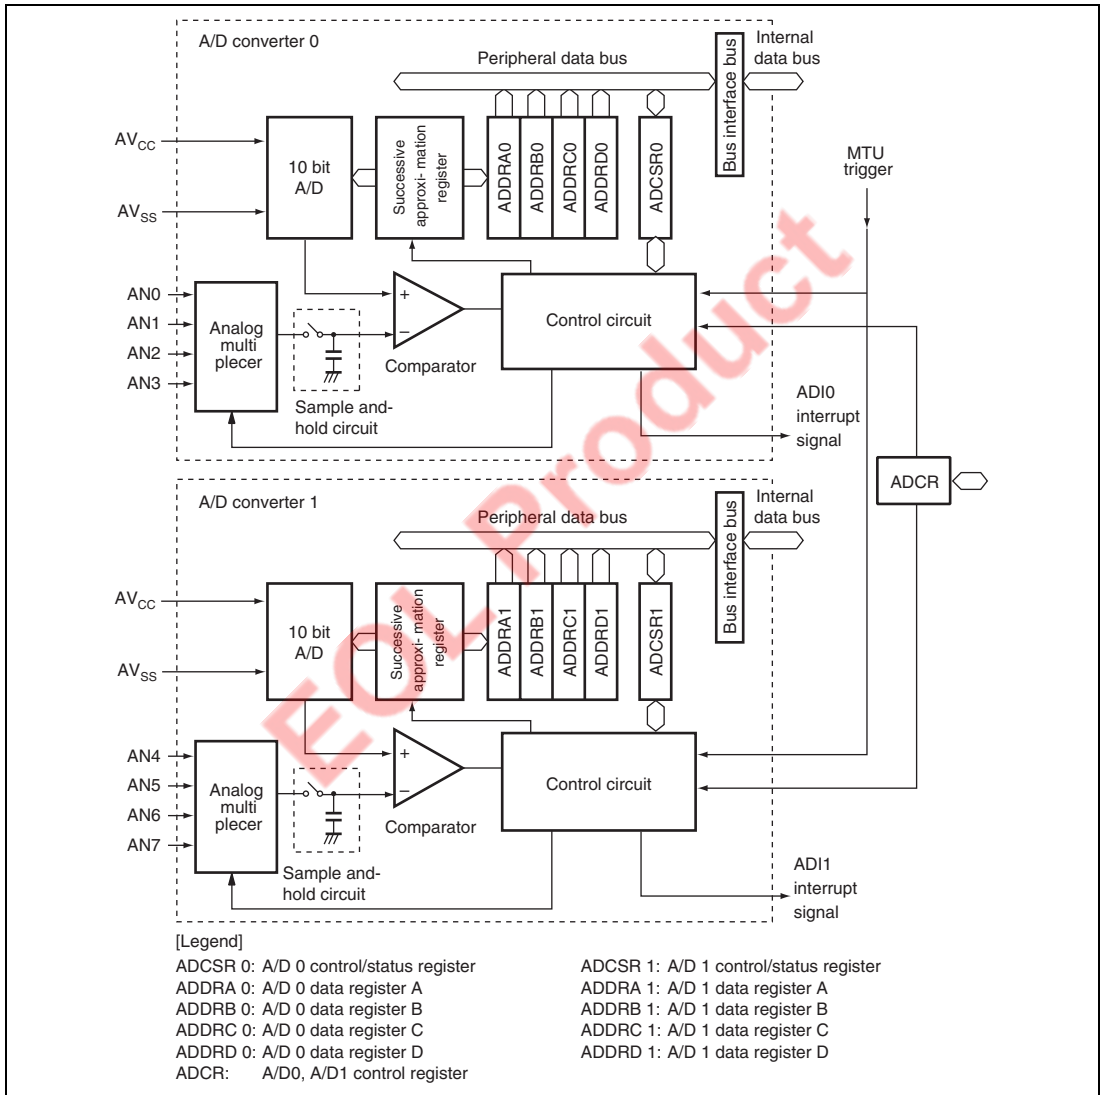 A/D converter 0
Peripheral data bus
Internal
data bus
Bus interface bus
AVCC
AVSS
10 bit
A/D
Successive
approxi- mation
register
ADDRA0
ADDRB0
ADDRC0
ADDRD0
ADCSR0
MTU
trigger
AN0
AN1
AN2
AN3
Analog
multi
plecer
+
−
Comparator
Control circuit
Sample and-
hold circuit
ADI0
interrupt
signal
ADCR
A/D converter 1
Peripheral data bus
Internal
data bus
Bus interface bus
AVCC
AVSS
10 bit
A/D
Successive
approxi- mation
register
ADDRA1
ADDRB1
ADDRC1
ADDRD1
ADCSR1
AN4
AN5
AN6
AN7
Analog
multi
plecer
+
−
Comparator
Control circuit
Sample and-
hold circuit
ADI1
interrupt
signal
EOL Product
[Legend]
ADCSR 0: A/D 0 control/status register
ADDRA 0: A/D 0 data register A
ADDRB 0: A/D 0 data register B
ADDRC 0: A/D 0 data register C
ADDRD 0: A/D 0 data register D
ADCR: A/D0, A/D1 control register
ADCSR 1: A/D 1 control/status register
ADDRA 1: A/D 1 data register A
ADDRB 1: A/D 1 data register B
ADDRC 1: A/D 1 data register C
ADDRD 1: A/D 1 data register D